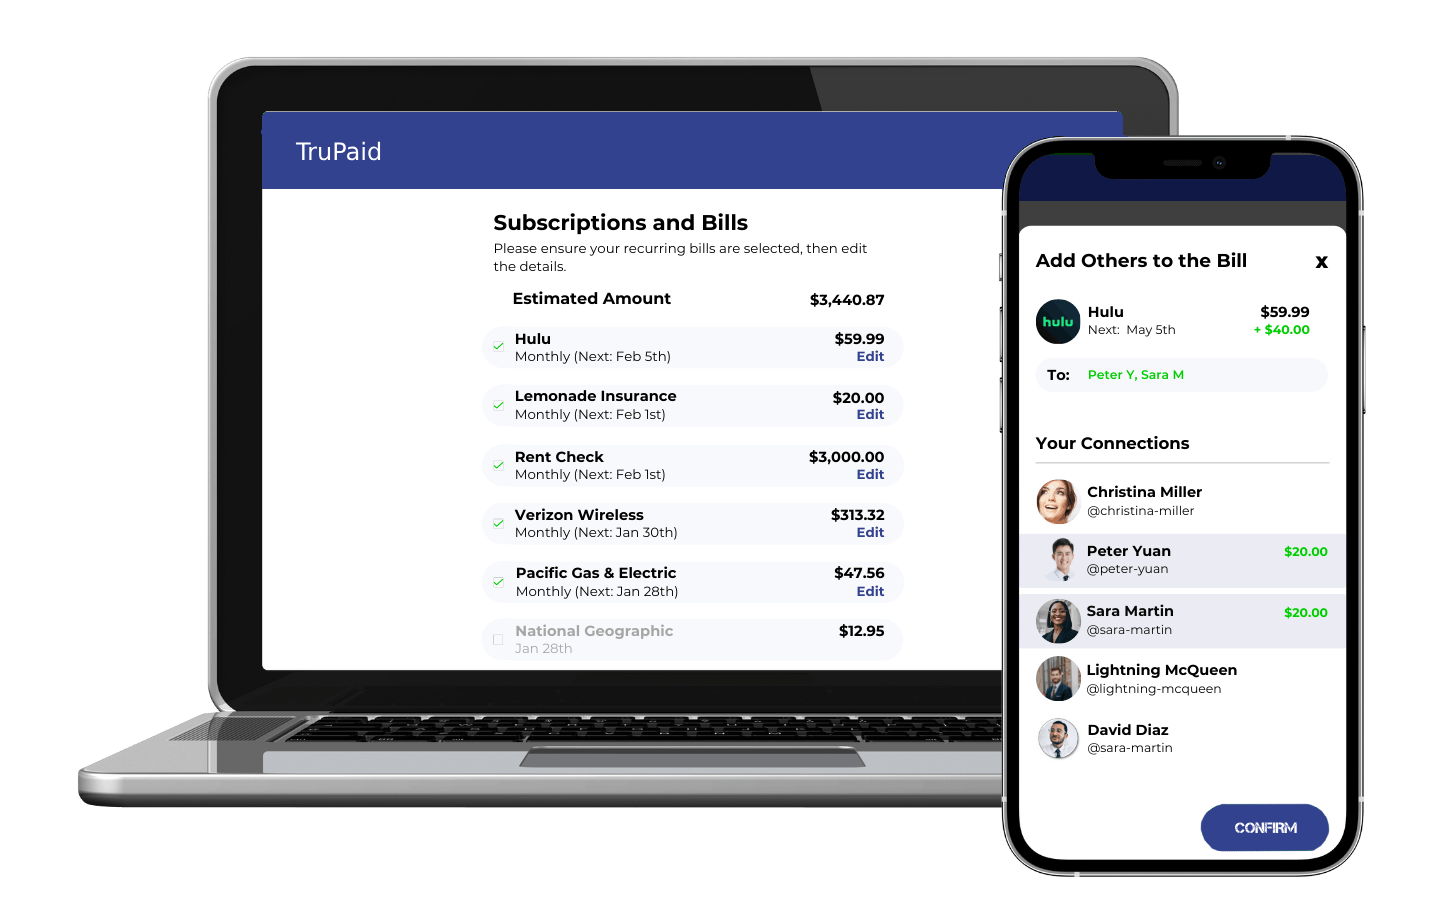 TruPaid
Subscriptions and Bills
Please ensure your recurring bills are selected, then edit
the details.
Estimated Amount $3,440.87
Hulu $59.99
Monthly (Next: Feb 5th) Edit
Lemonade Insurance $20.00
Monthly (Next: Feb 1st) Edit
Rent Check $3,000.00
Monthly (Next: Feb 1st) Edit
Verizon Wireless $313.32
Monthly (Next: Jan 30th) Edit
Pacific Gas & Electric $47.56
Monthly (Next: Jan 28th) Edit
National Geographic $12.95
Jan 28th
Add Others to the Bill x
hulu
Hulu $59.99
Next: May 5th + $40.00
To: Peter Y, Sara M
Your Connections
Christina Miller
@christina-miller
Peter Yuan $20.00
@peter-yuan
Sara Martin $20.00
@sara-martin
Lightning McQueen
@lightning-mcqueen
David Diaz
@sara-martin
CONFIRM